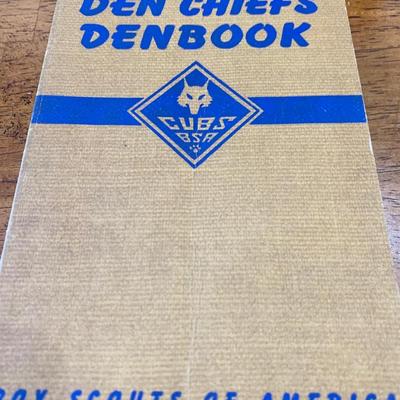 DEN CHIEFS
DENBOOK
CUBS
BSA
BOY SCOUTS OF AMERICA